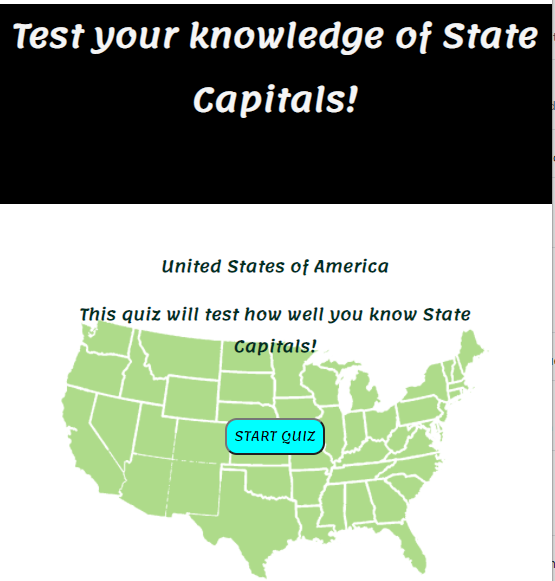 Test your knowledge of State
Capitals!
United States of America
This quiz will test how well you know State
Capitals!
START QUIZ